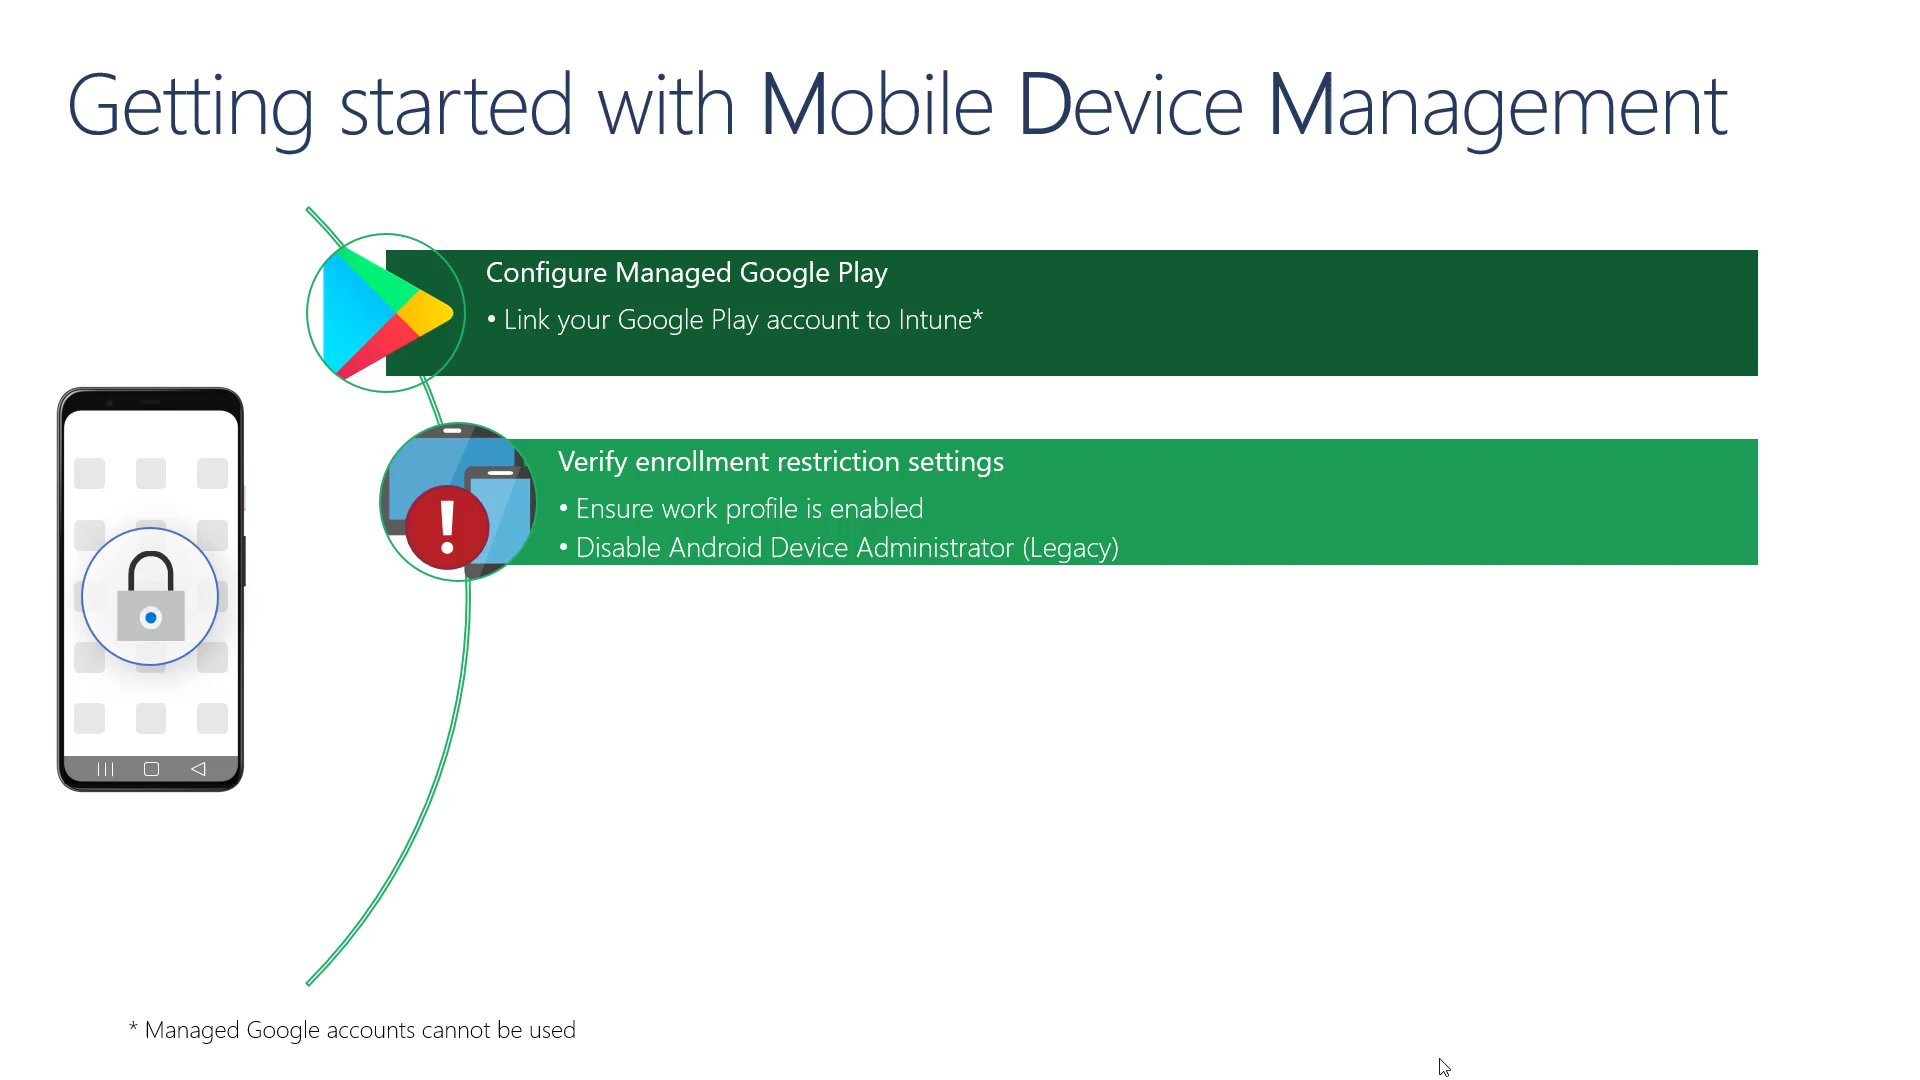 Getting started with Mobile Device Management
Configure Managed Google Play
• Link your Google Play account to Intune*
Verify enrollment restriction settings
• Ensure work profile is enabled
• Disable Android Device Administrator (Legacy)
* Managed Google accounts cannot be used